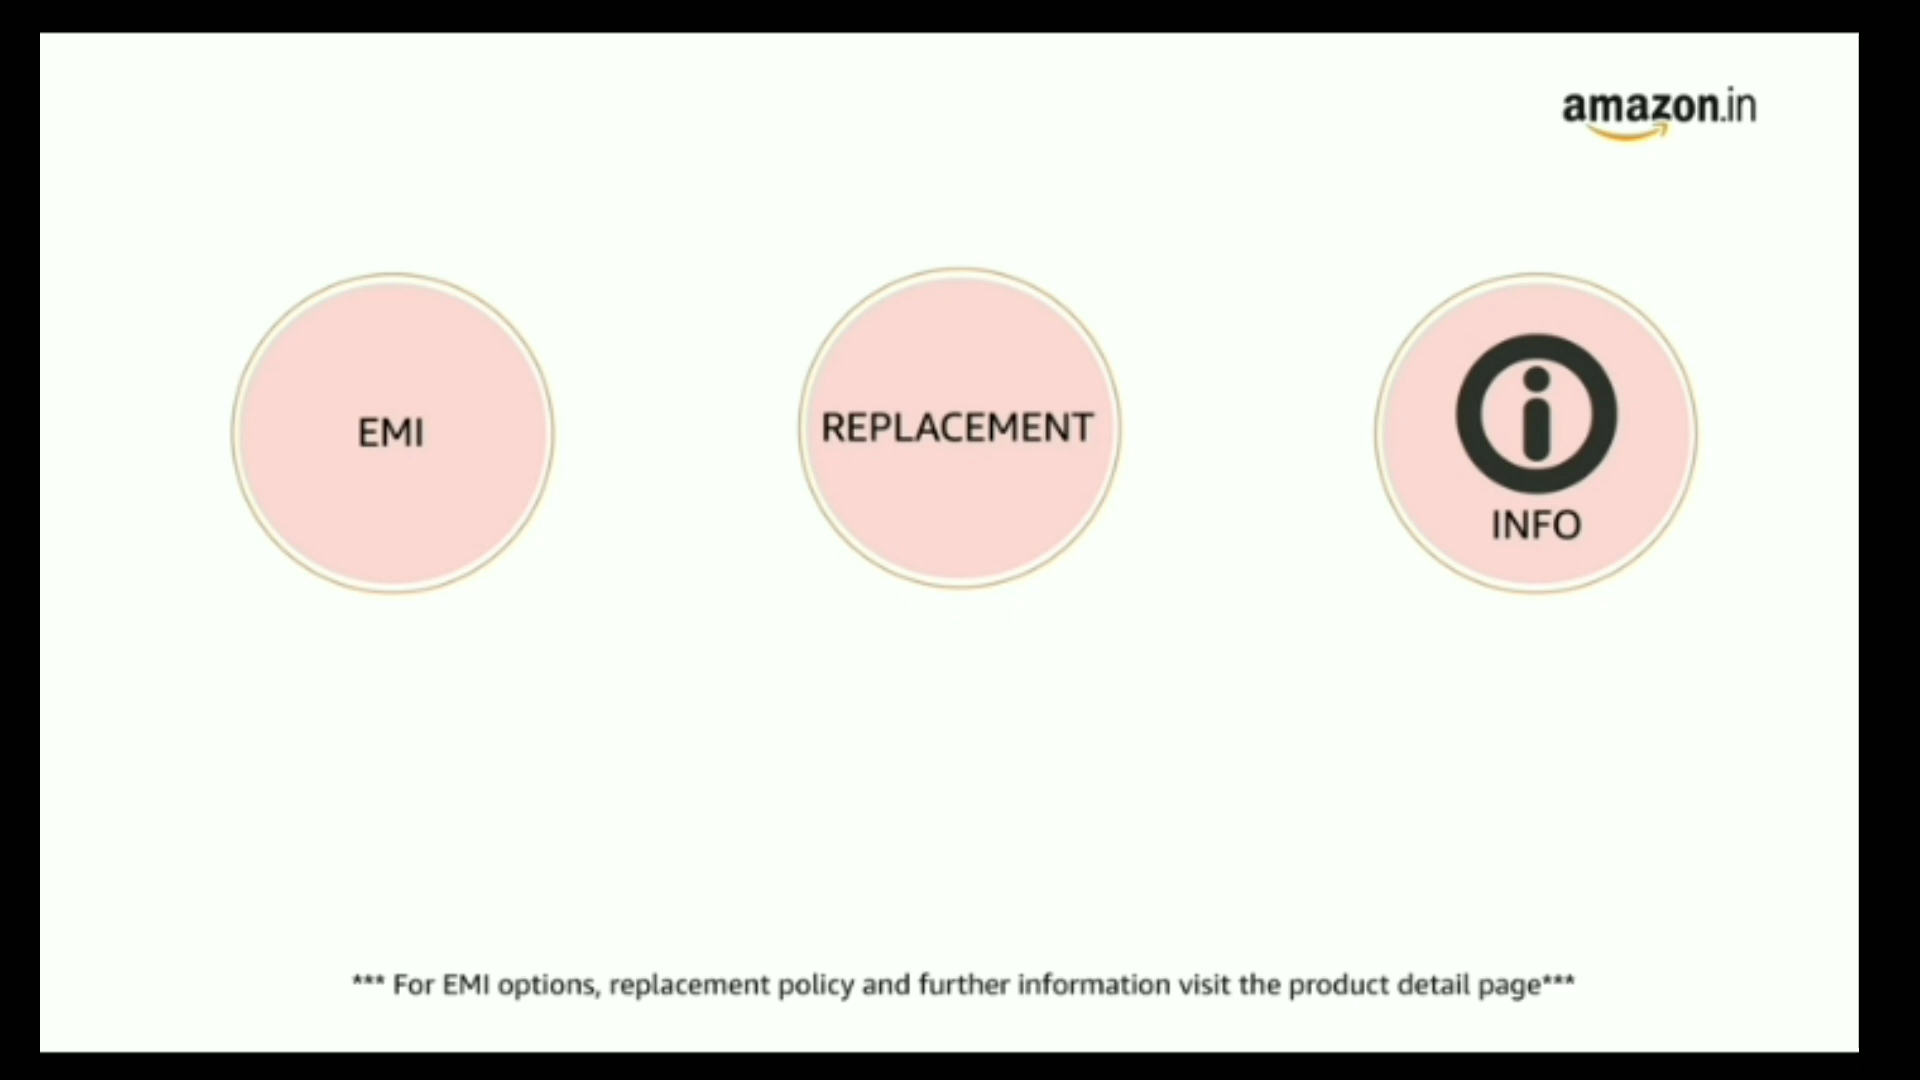 amazon.in
EMI
REPLACEMENT
INFO
*** For EMI options, replacement policy and further information visit the product detail page***